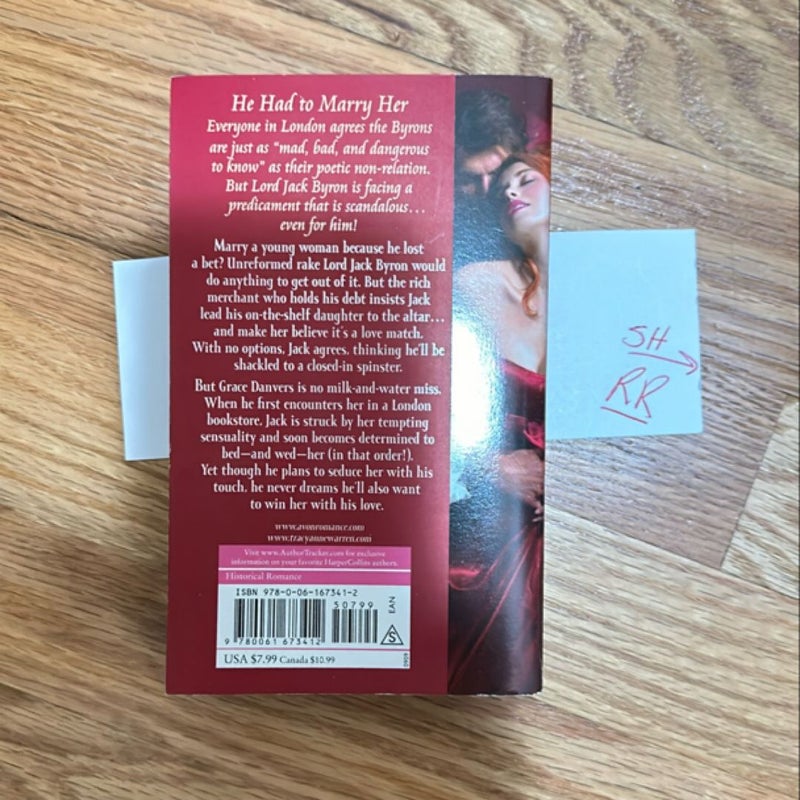 He Had to Marry Her
Everyone in London agrees the Byrons
are just as "mad, bad, and dangerous
to know" as their poetic non-relation.
But Lord Jack Byron is facing a
predicament that is scandalous...
even for him!
Marry a young woman because he lost
a bet? Unreformed rake Lord Jack Byron would
do anything to get out of it. But the rich
merchant who holds his debt insists Jack
lead his on-the-shelf daughter to the altar...
and make her believe it's a love match.
With no options, Jack agrees, thinking he'll be
shackled to a closed-in spinster.
But Grace Danvers is no milk-and-water miss.
When he first encounters her in a London
bookstore, Jack is struck by her tempting
sensuality and soon becomes determined to
bed—and wed—her (in that order!).
Yet though he plans to seduce her with his
touch, he never dreams he'll also want
to win her with his love.
www.avonromance.com
www.tracyannewarren.com
Visit www.AuthorTracker.com for exclusive
information on your favorite HarperCollins authors.
Historical Romance
ISBN 978-0-06-167341-2
50799
EAN
9 780061 673412
S
USA $7.99 Canada $10.99
0909
SH
RR